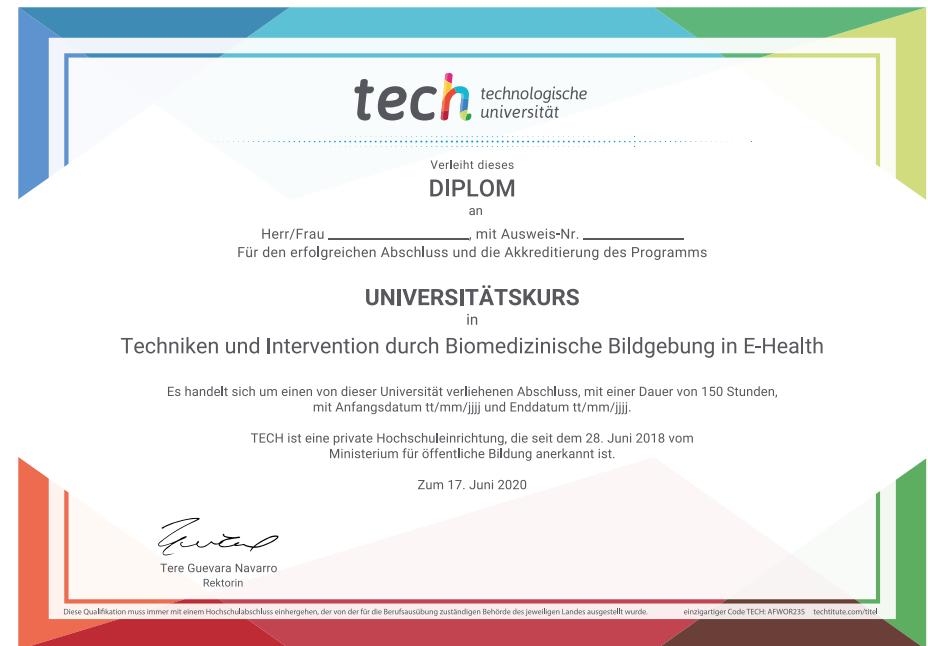 tech technologische
universität
Verleiht dieses
DIPLOM
an
Herr/Frau ____________________, mit Ausweis-Nr. ______________
Für den erfolgreichen Abschluss und die Akkreditierung des Programms
UNIVERSITÄTSKURS
in
Techniken und Intervention durch Biomedizinische Bildgebung in E-Health
Es handelt sich um einen von dieser Universität verliehenen Abschluss, mit einer Dauer von 150 Stunden,
mit Anfangsdatum tt/mm/jjjj und Enddatum tt/mm/jjjj.
TECH ist eine private Hochschuleinrichtung, die seit dem 28. Juni 2018 vom
Ministerium für öffentliche Bildung anerkannt ist.
Zum 17. Juni 2020
Tere Guevara Navarro
Rektorin
Diese Qualifikation muss immer mit einem Hochschulabschluss einhergehen, der von der für die Berufsausübung zuständigen Behörde des jeweiligen Landes ausgestellt wurde. einzigartiger Code TECH: AFWOR235 techtitute.com/titel